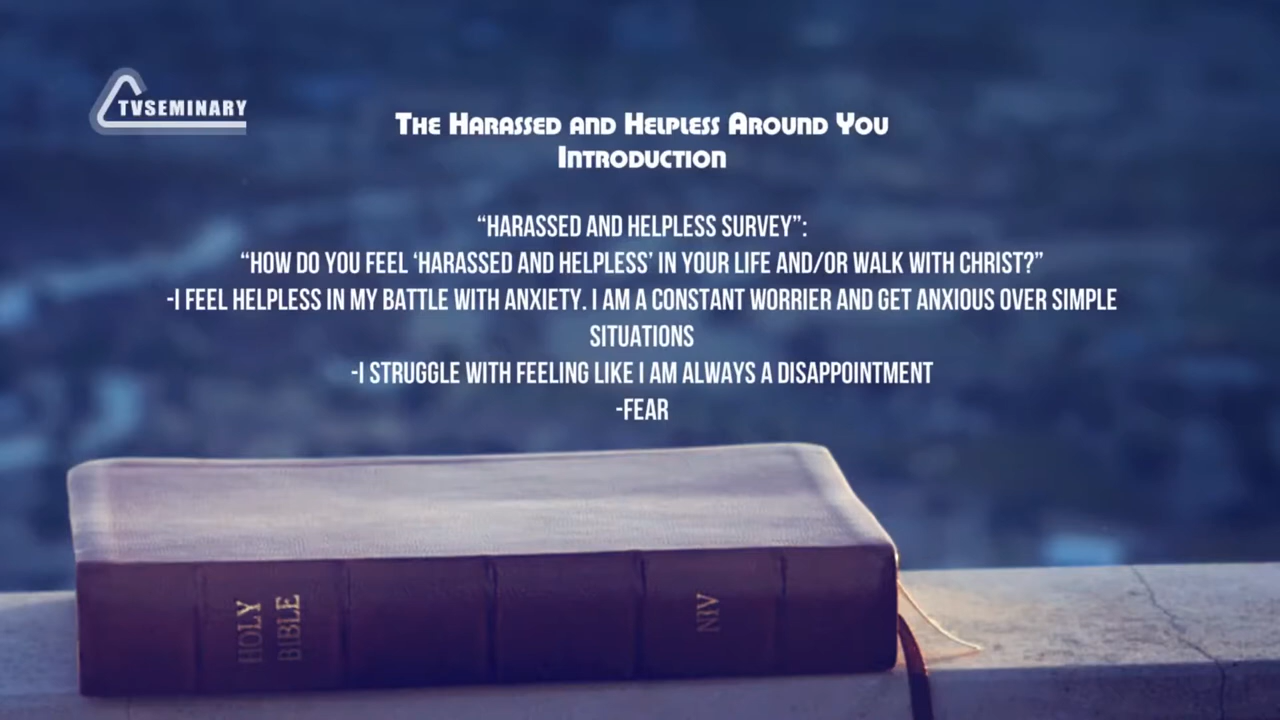 TVSEMINARY
The Harassed and Helpless Around You
Introduction
“HARASSED AND HELPLESS SURVEY”:
“HOW DO YOU FEEL ‘HARASSED AND HELPLESS’ IN YOUR LIFE AND/OR WALK WITH CHRIST?”
-I FEEL HELPLESS IN MY BATTLE WITH ANXIETY. I AM A CONSTANT WORRIER AND GET ANXIOUS OVER SIMPLE
SITUATIONS
-I STRUGGLE WITH FEELING LIKE I AM ALWAYS A DISAPPOINTMENT
-FEAR
HOLY
BIBLE
NIV